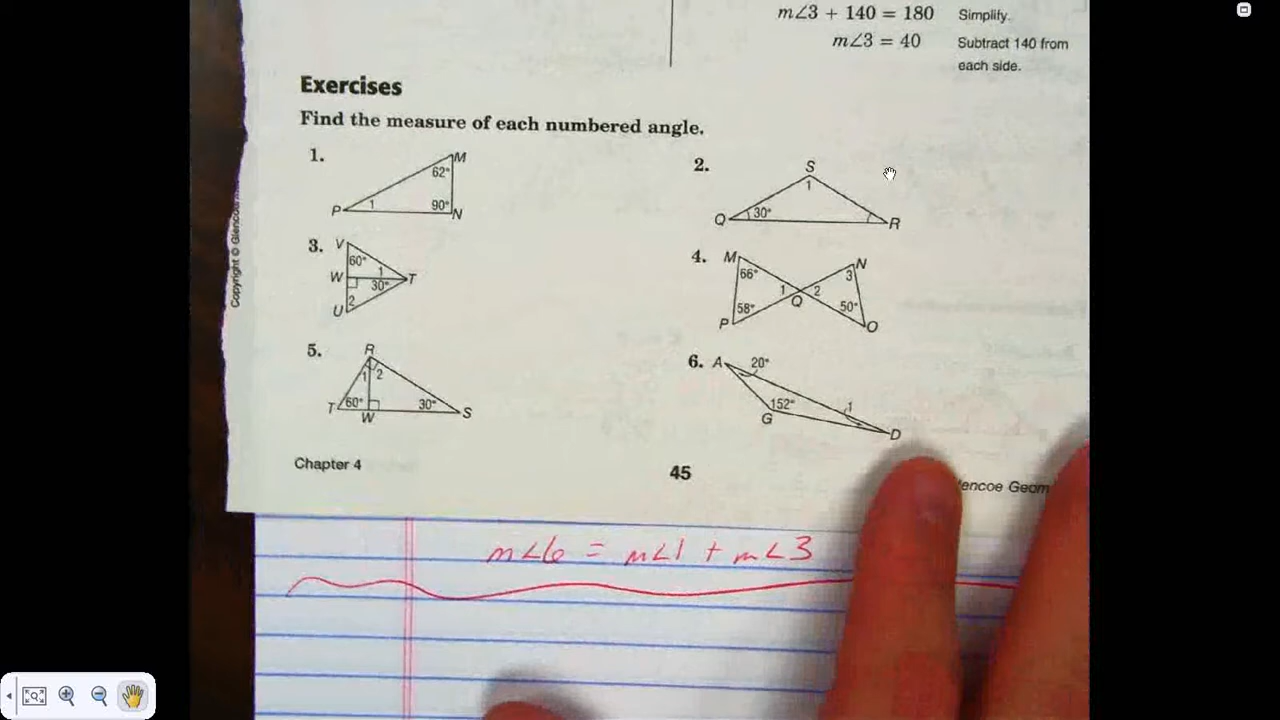 m∠3 + 140 = 180 Simplify.
m∠3 = 40 Subtract 140 from
each side.
Exercises
Find the measure of each numbered angle.
1.
M
62°
P
1
90°
N
2.
S
1
Q
30°
R
3.
V
60°
W
1
30°
T
2
U
4.
M
N
66°
3
1
2
Q
58°
50°
P
O
5.
R
1
2
T
60°
30°
W
S
6.
A
20°
152°
1
G
D
Chapter 4
45
Geom
Copyright © Glencoe
m∠6 = m∠1 + m∠3